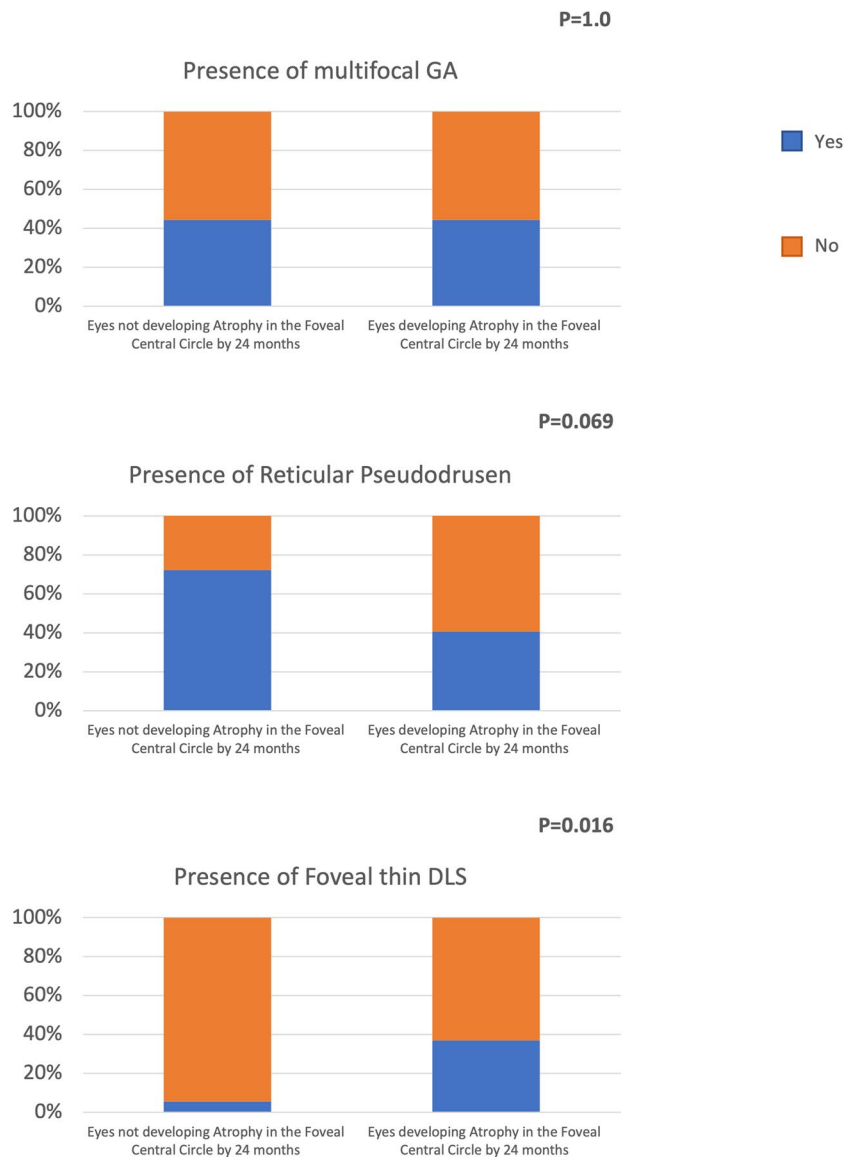 P=1.0
Presence of multifocal GA
100%
80%
60%
40%
20%
0%
Eyes not developing Atrophy in the Foveal
Central Circle by 24 months
Eyes developing Atrophy in the Foveal
Central Circle by 24 months
Yes
No
P=0.069
Presence of Reticular Pseudodrusen
100%
80%
60%
40%
20%
0%
Eyes not developing Atrophy in the Foveal
Central Circle by 24 months
Eyes developing Atrophy in the Foveal
Central Circle by 24 months
P=0.016
Presence of Foveal thin DLS
100%
80%
60%
40%
20%
0%
Eyes not developing Atrophy in the Foveal
Central Circle by 24 months
Eyes developing Atrophy in the Foveal
Central Circle by 24 months